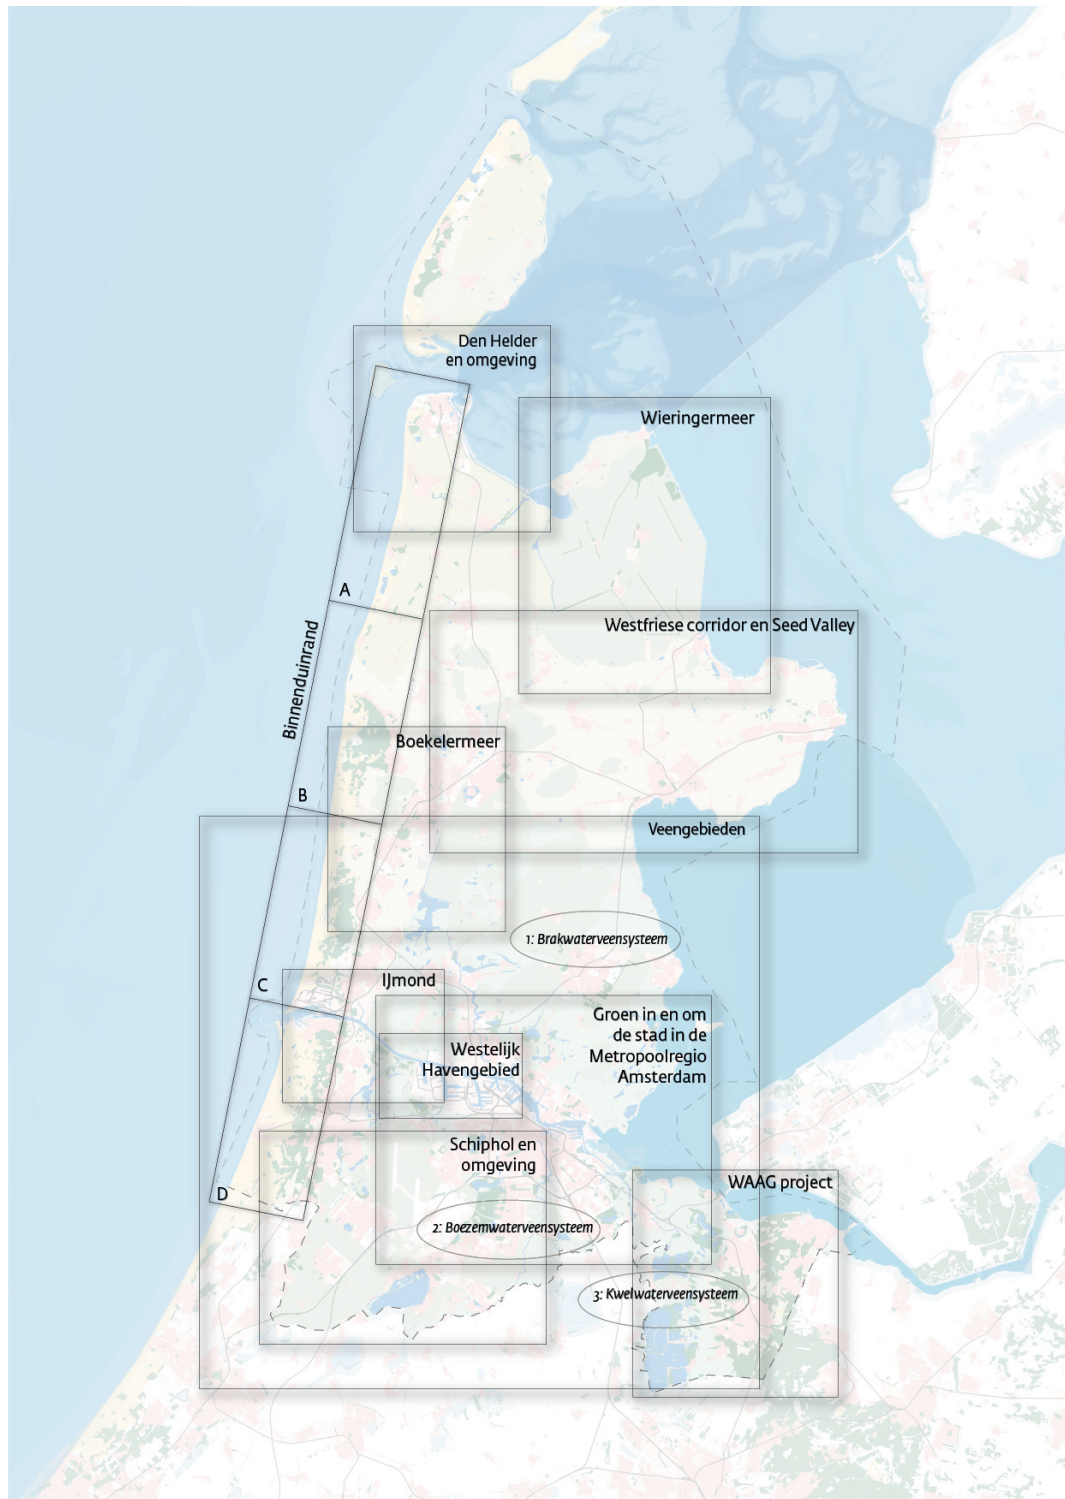 Den Helder
en omgeving
Wieringermeer
A
Westfriese corridor en Seed Valley
Binnenduinrand
Boekelermeer
B
Veengebieden
1: Brakwaterveensysteem
IJmond
C
Groen in en om
de stad in de
Metropoolregio
Amsterdam
Westelijk
Havengebied
Schiphol en
omgeving
WAAG project
D
2: Boezemwaterveensysteem
3: Kwelwaterveensysteem